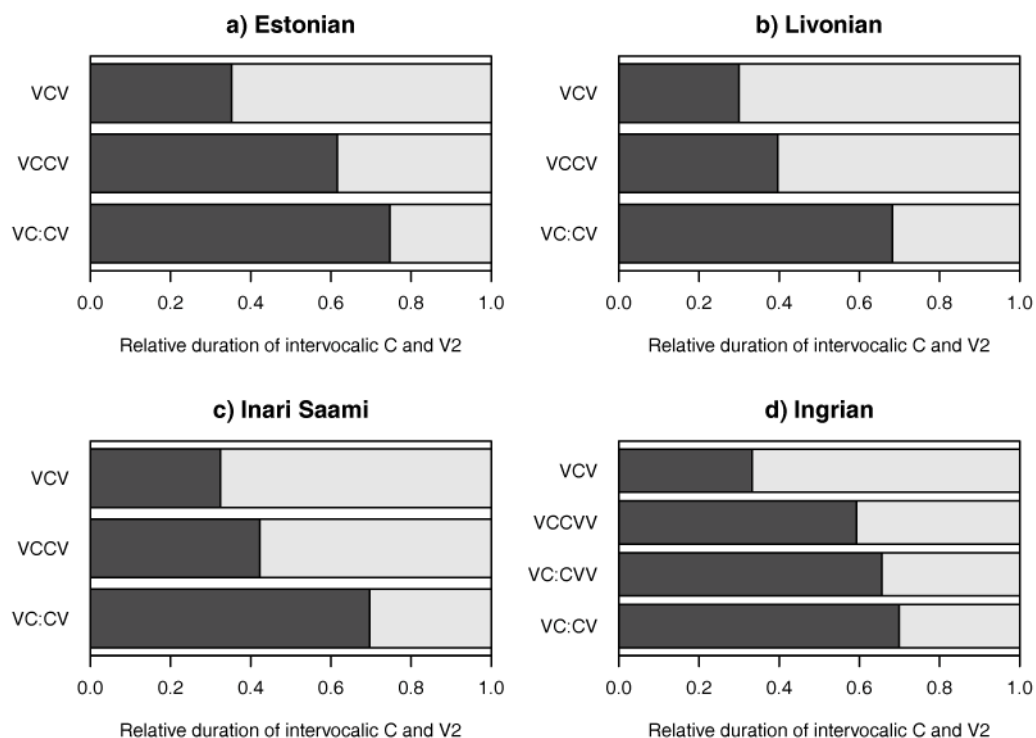 a) Estonian
VCV
VCCV
VC:CV
0.0 0.2 0.4 0.6 0.8 1.0
Relative duration of intervocalic C and V2
b) Livonian
VCV
VCCV
VC:CV
0.0 0.2 0.4 0.6 0.8 1.0
Relative duration of intervocalic C and V2
c) Inari Saami
VCV
VCCV
VC:CV
0.0 0.2 0.4 0.6 0.8 1.0
Relative duration of intervocalic C and V2
d) Ingrian
VCV
VCCVV
VC:CVV
VC:CV
0.0 0.2 0.4 0.6 0.8 1.0
Relative duration of intervocalic C and V2